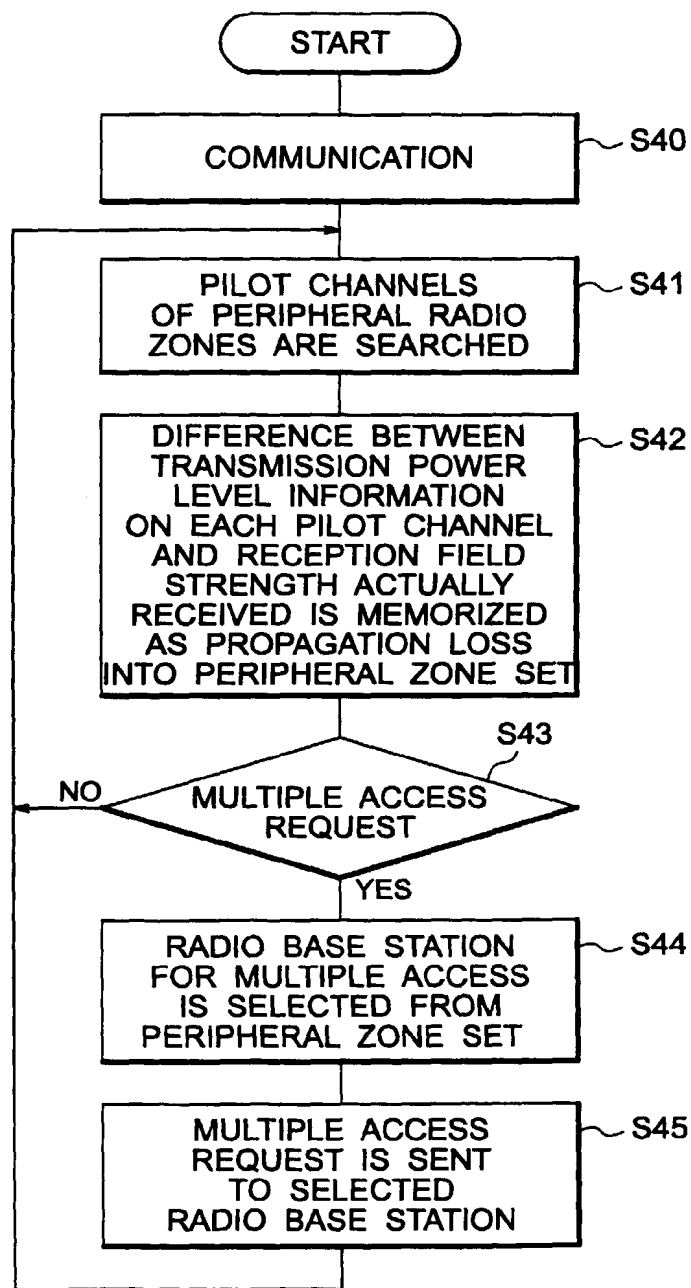 START
COMMUNICATION
S40
PILOT CHANNELS
OF PERIPHERAL RADIO
ZONES ARE SEARCHED
S41
DIFFERENCE BETWEEN
TRANSMISSION POWER
LEVEL INFORMATION
ON EACH PILOT CHANNEL
AND RECEPTION FIELD
STRENGTH ACTUALLY
RECEIVED IS MEMORIZED
AS PROPAGATION LOSS
INTO PERIPHERAL ZONE SET
S42
S43
NO
MULTIPLE ACCESS
REQUEST
YES
RADIO BASE STATION
FOR MULTIPLE ACCESS
IS SELECTED FROM
PERIPHERAL ZONE SET
S44
MULTIPLE ACCESS
REQUEST IS SENT
TO SELECTED
RADIO BASE STATION
S45